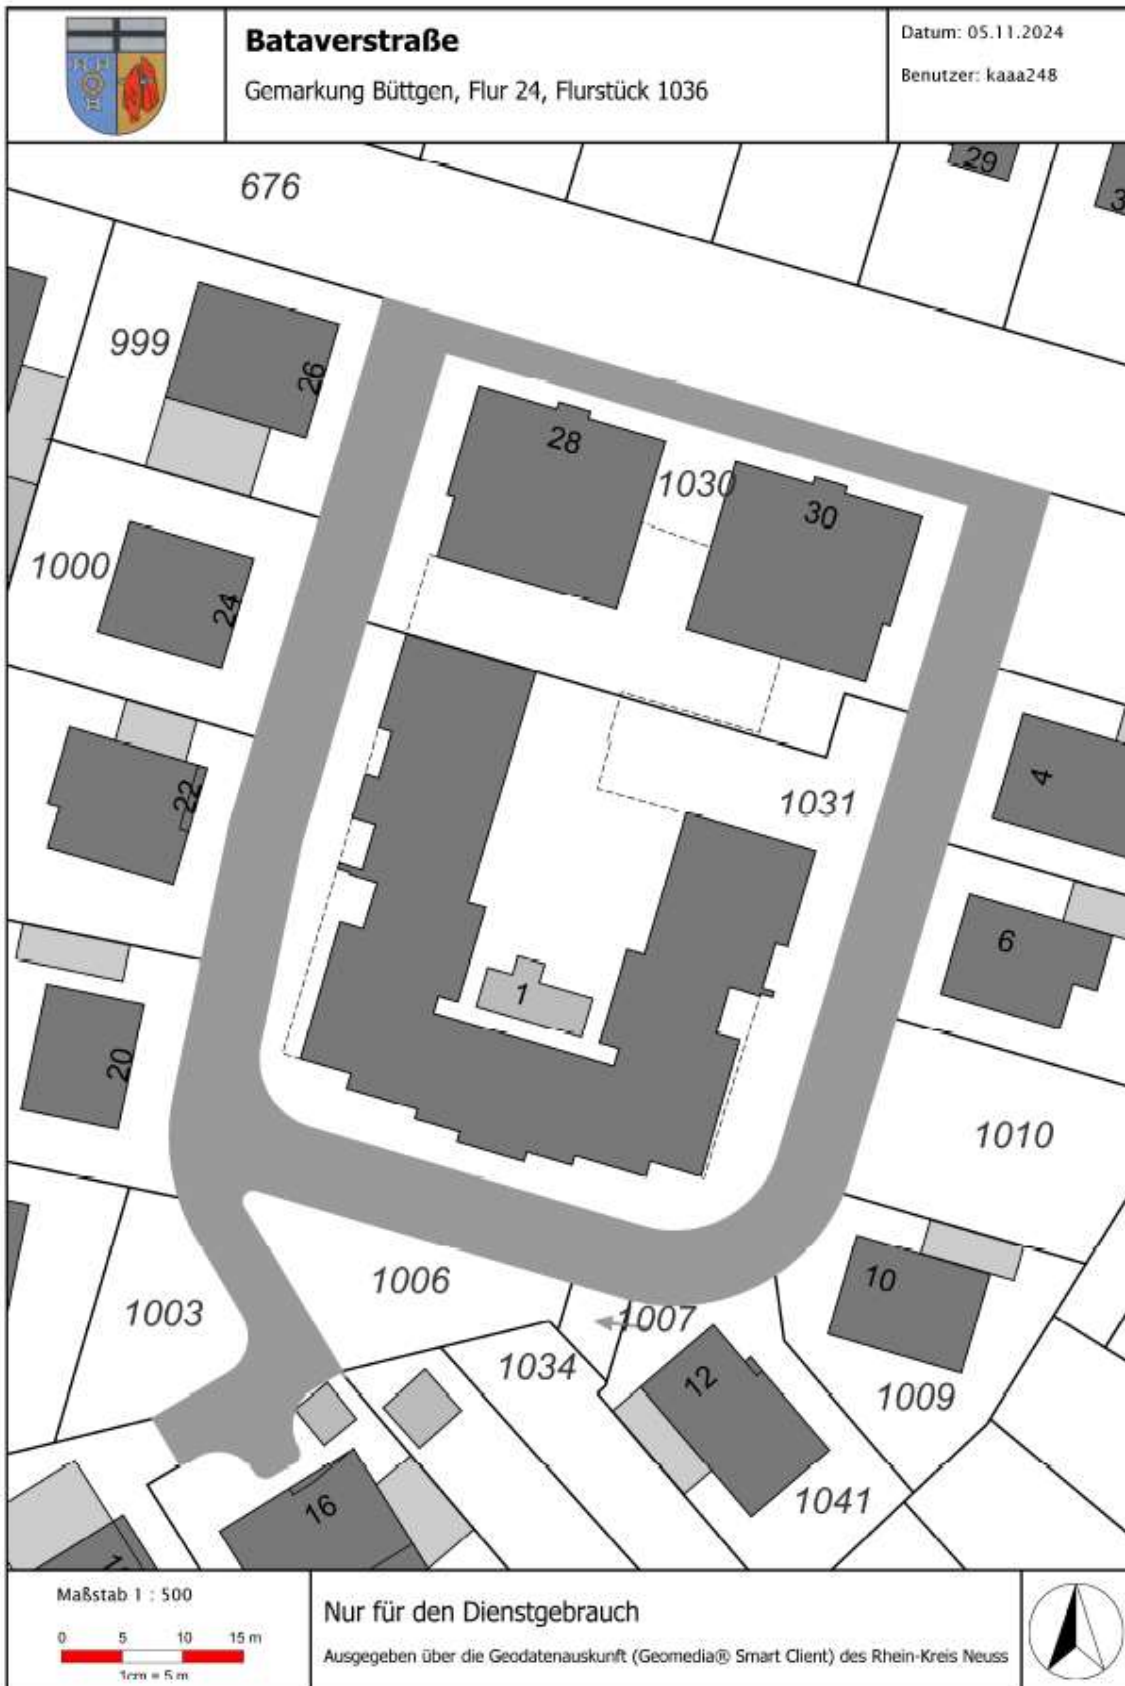 Bataverstraße
Gemarkung Büttgen, Flur 24, Flurstück 1036
Datum: 05.11.2024
Benutzer: kaaa248
676
29
999
26
28
1030
30
1000
24
22
1031
4
6
1
20
1010
1003
1006
1007
10
1034
12
1009
1041
16
Maßstab 1 : 500
0 5 10 15 m
1cm = 5 m
Nur für den Dienstgebrauch
Ausgegeben über die Geodatenauskunft (Geomedia® Smart Client) des Rhein-Kreis Neuss